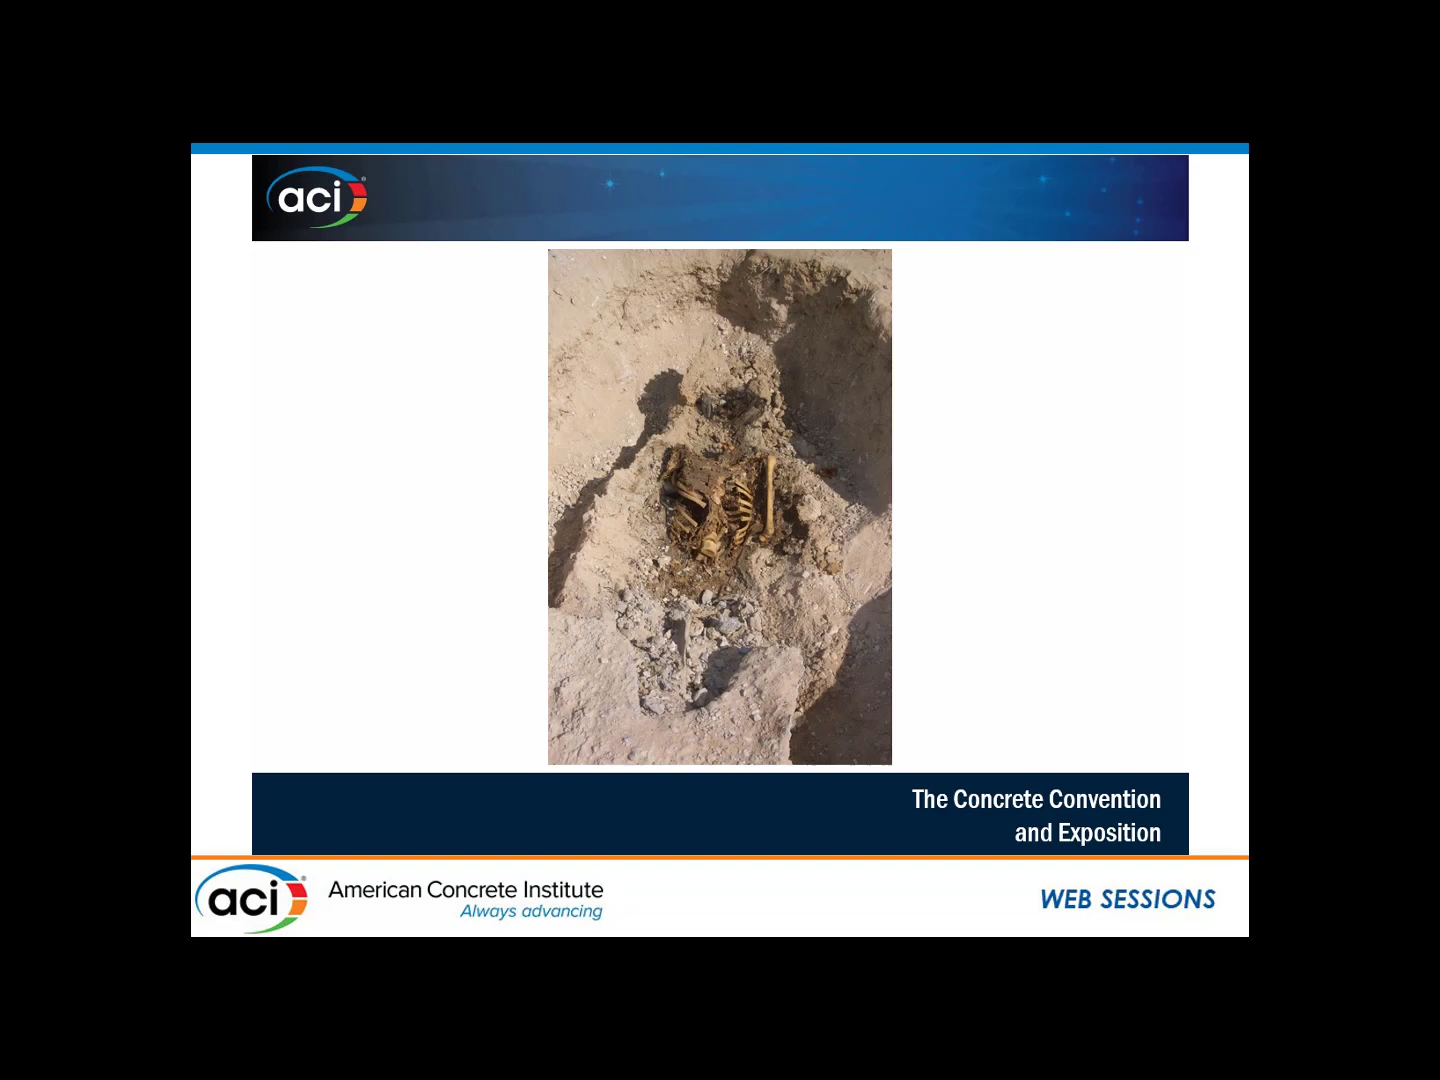 aci
The Concrete Convention
and Exposition
aci
American Concrete Institute
Always advancing
WEB SESSIONS